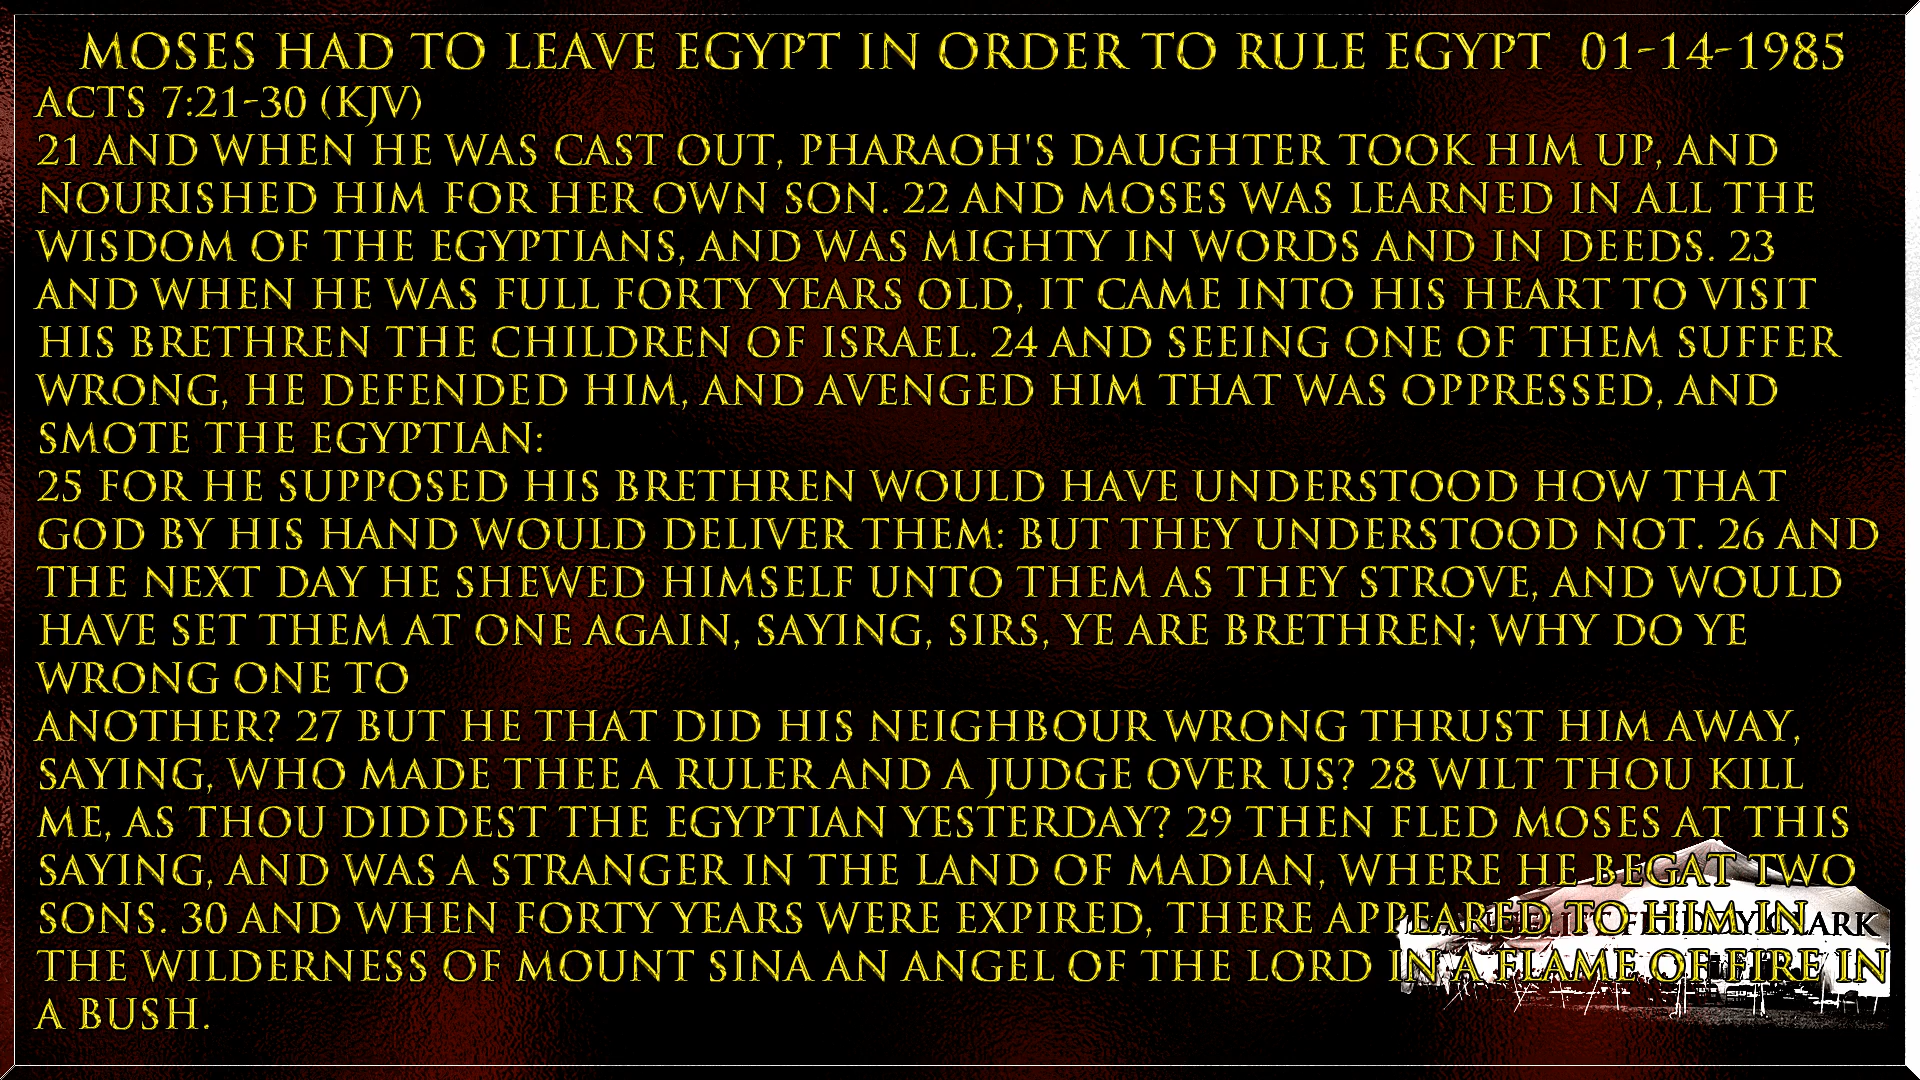 MOSES HAD TO LEAVE EGYPT IN ORDER TO RULE EGYPT 01-14-1985
ACTS 7:21-30 (KJV)
21 AND WHEN HE WAS CAST OUT, PHARAOH'S DAUGHTER TOOK HIM UP, AND
NOURISHED HIM FOR HER OWN SON. 22 AND MOSES WAS LEARNED IN ALL THE
WISDOM OF THE EGYPTIANS, AND WAS MIGHTY IN WORDS AND IN DEEDS. 23
AND WHEN HE WAS FULL FORTY YEARS OLD, IT CAME INTO HIS HEART TO VISIT
HIS BRETHREN THE CHILDREN OF ISRAEL. 24 AND SEEING ONE OF THEM SUFFER
WRONG, HE DEFENDED HIM, AND AVENGED HIM THAT WAS OPPRESSED, AND
SMOTE THE EGYPTIAN:
25 FOR HE SUPPOSED HIS BRETHREN WOULD HAVE UNDERSTOOD HOW THAT
GOD BY HIS HAND WOULD DELIVER THEM: BUT THEY UNDERSTOOD NOT. 26 AND
THE NEXT DAY HE SHEWED HIMSELF UNTO THEM AS THEY STROVE, AND WOULD
HAVE SET THEM AT ONE AGAIN, SAYING, SIRS, YE ARE BRETHREN; WHY DO YE
WRONG ONE TO
ANOTHER? 27 BUT HE THAT DID HIS NEIGHBOUR WRONG THRUST HIM AWAY,
SAYING, WHO MADE THEE A RULER AND A JUDGE OVER US? 28 WILT THOU KILL
ME, AS THOU DIDDEST THE EGYPTIAN YESTERDAY? 29 THEN FLED MOSES AT THIS
SAYING, AND WAS A STRANGER IN THE LAND OF MADIAN, WHERE HE BEGAT TWO
SONS. 30 AND WHEN FORTY YEARS WERE EXPIRED, THERE APPEARED TO HIM IN
THE WILDERNESS OF MOUNT SINA AN ANGEL OF THE LORD IN A FLAME OF FIRE IN
A BUSH.